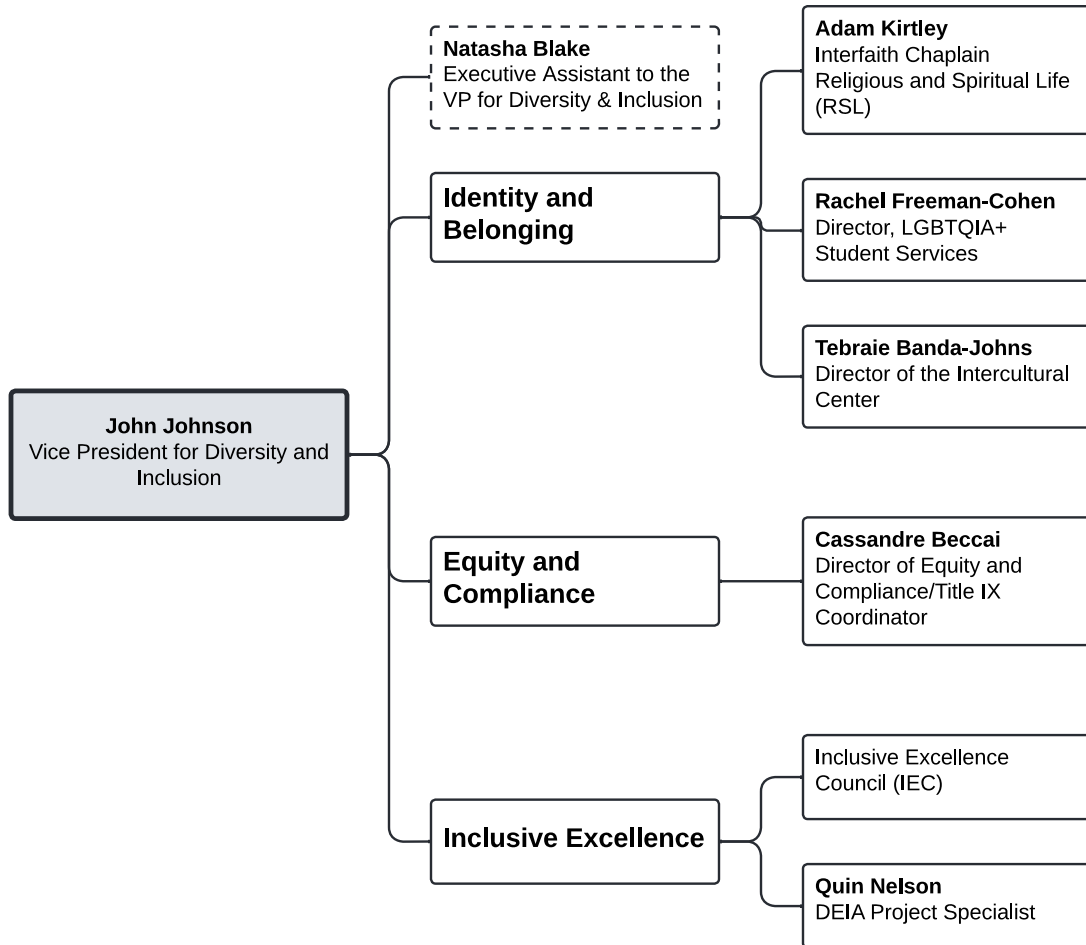 John Johnson
Vice President for Diversity and
Inclusion
Natasha Blake
Executive Assistant to the
VP for Diversity & Inclusion
Identity and
Belonging
Adam Kirtley
Interfaith Chaplain
Religious and Spiritual Life
(RSL)
Rachel Freeman-Cohen
Director, LGBTQIA+
Student Services
Tebraie Banda-Johns
Director of the Intercultural
Center
Equity and
Compliance
Cassandre Beccai
Director of Equity and
Compliance/Title IX
Coordinator
Inclusive Excellence
Inclusive Excellence
Council (IEC)
Quin Nelson
DEIA Project Specialist